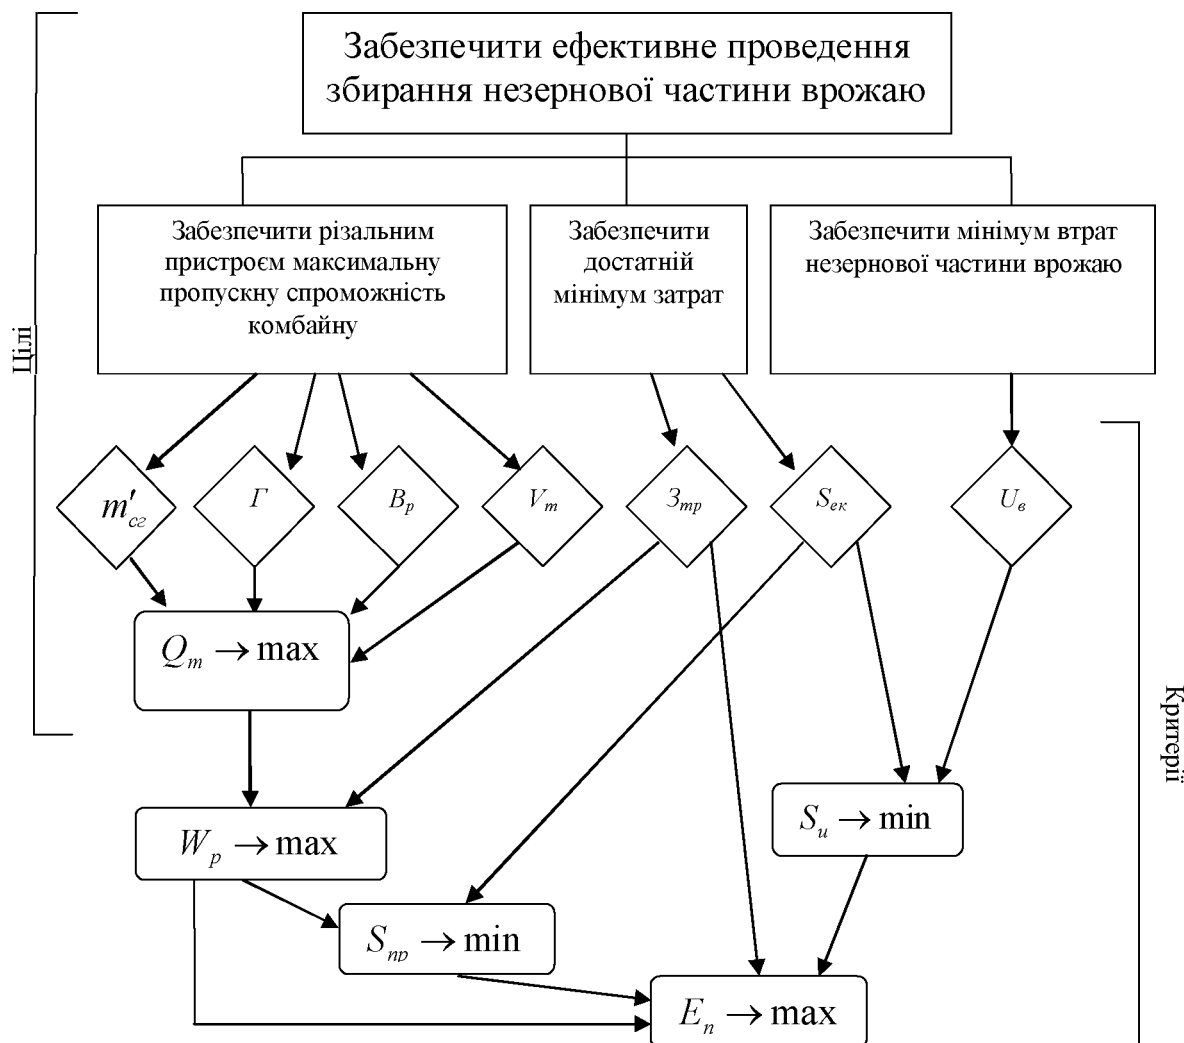 Забезпечити ефективне проведення
збирання незернової частини врожаю
Забезпечити різальним
пристроєм максимальну
пропускну спроможність
комбайну
Забезпечити
достатній
мінімум затрат
Забезпечити мінімум втрат
незернової частини врожаю
Цілі
m'сг
Г
Вр
Vт
Зтр
Sек
Uв
Qт → max
Критерії
Wр → max
Sи → min
Sпр → min
Eп → max